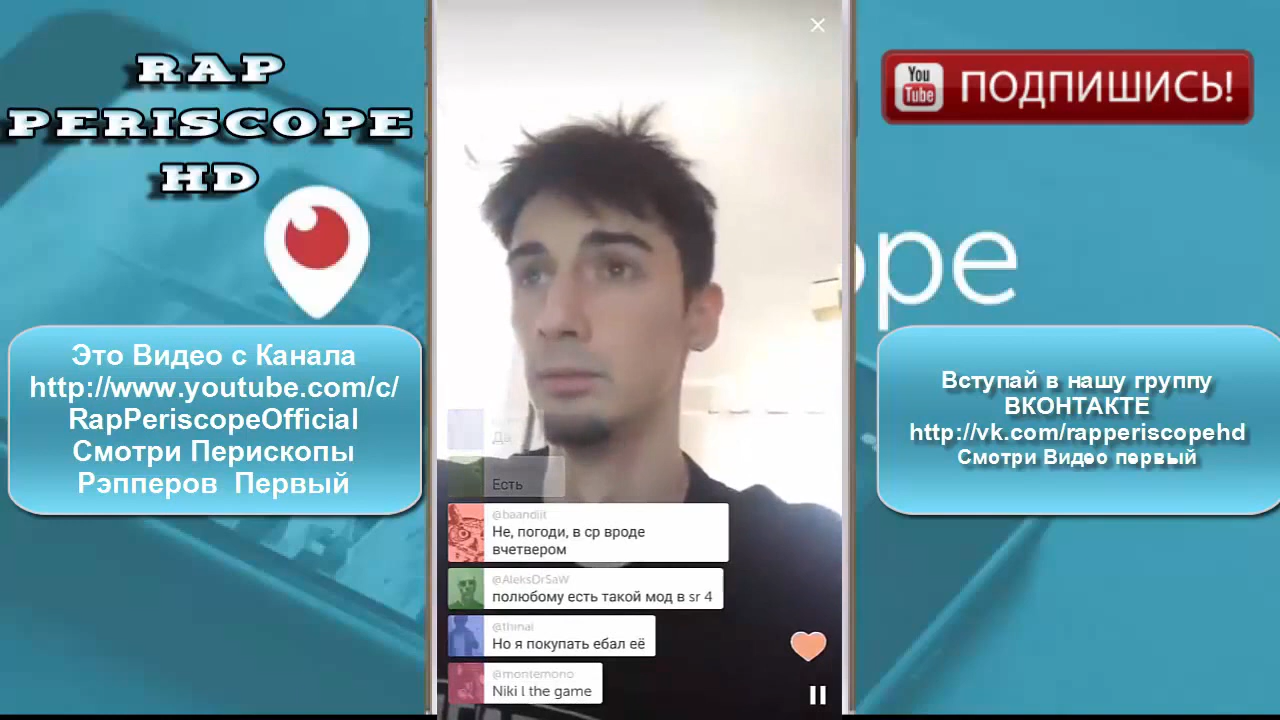 RAP
PERISCOPE
HD
Это Видео с Канала
http://www.youtube.com/c/
RapPeriscopeOfficial
Смотри Перископы
Рэпперов Первый
Да
Есть
@baandiit
Не, погоди, в ср вроде
вчетвером
@AleksDrSaW
полюбому есть такой мод в sr 4
@thmal
Но я покупать ебал её
@montemono
Niki l the game
You
Tube
ПОДПИШИСЬ!
ope
Вступай в нашу группу
ВКОНТАКТЕ
http://vk.com/rapperiscopehd
Смотри Видео первый